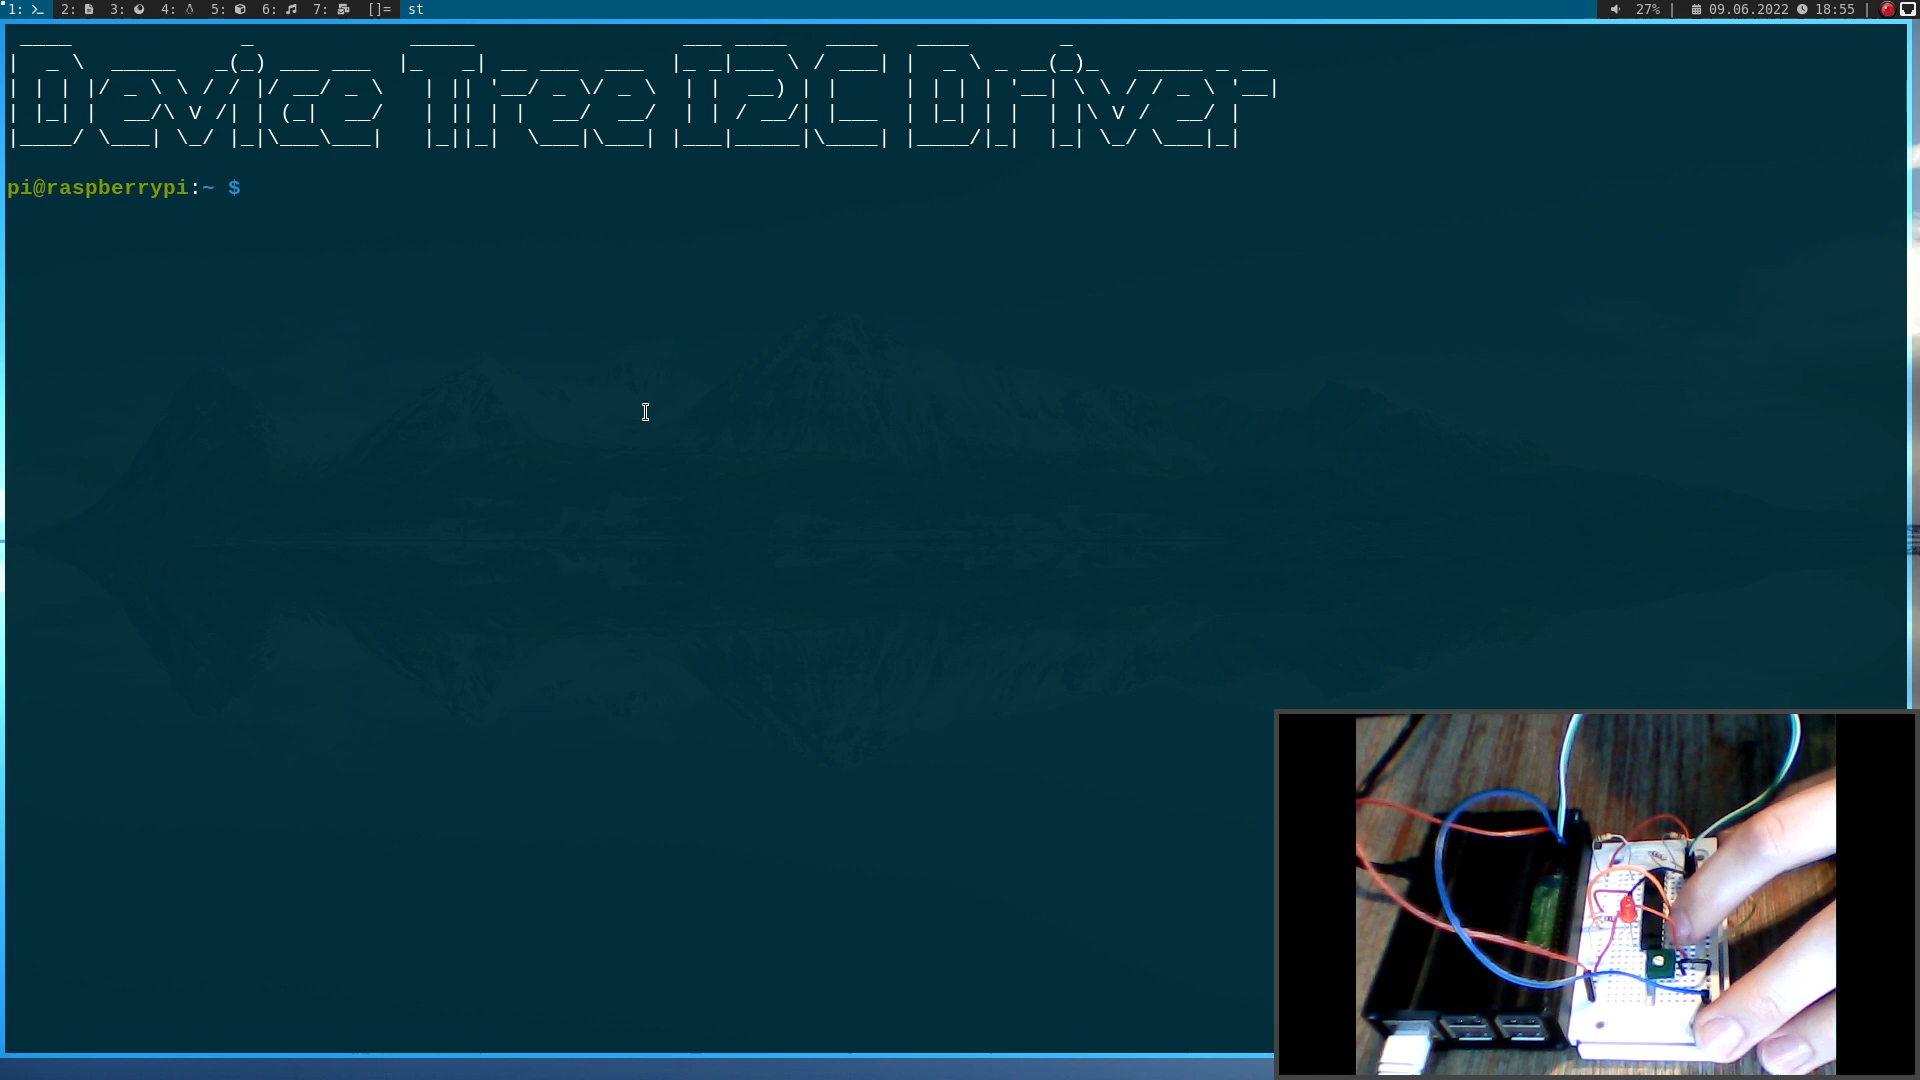 1: 2: 3: 4: 5: 6: 7: []= st 27% | 09.06.2022 18:55 |
Device Tree I2C Driver
pi@raspberrypi:~ $